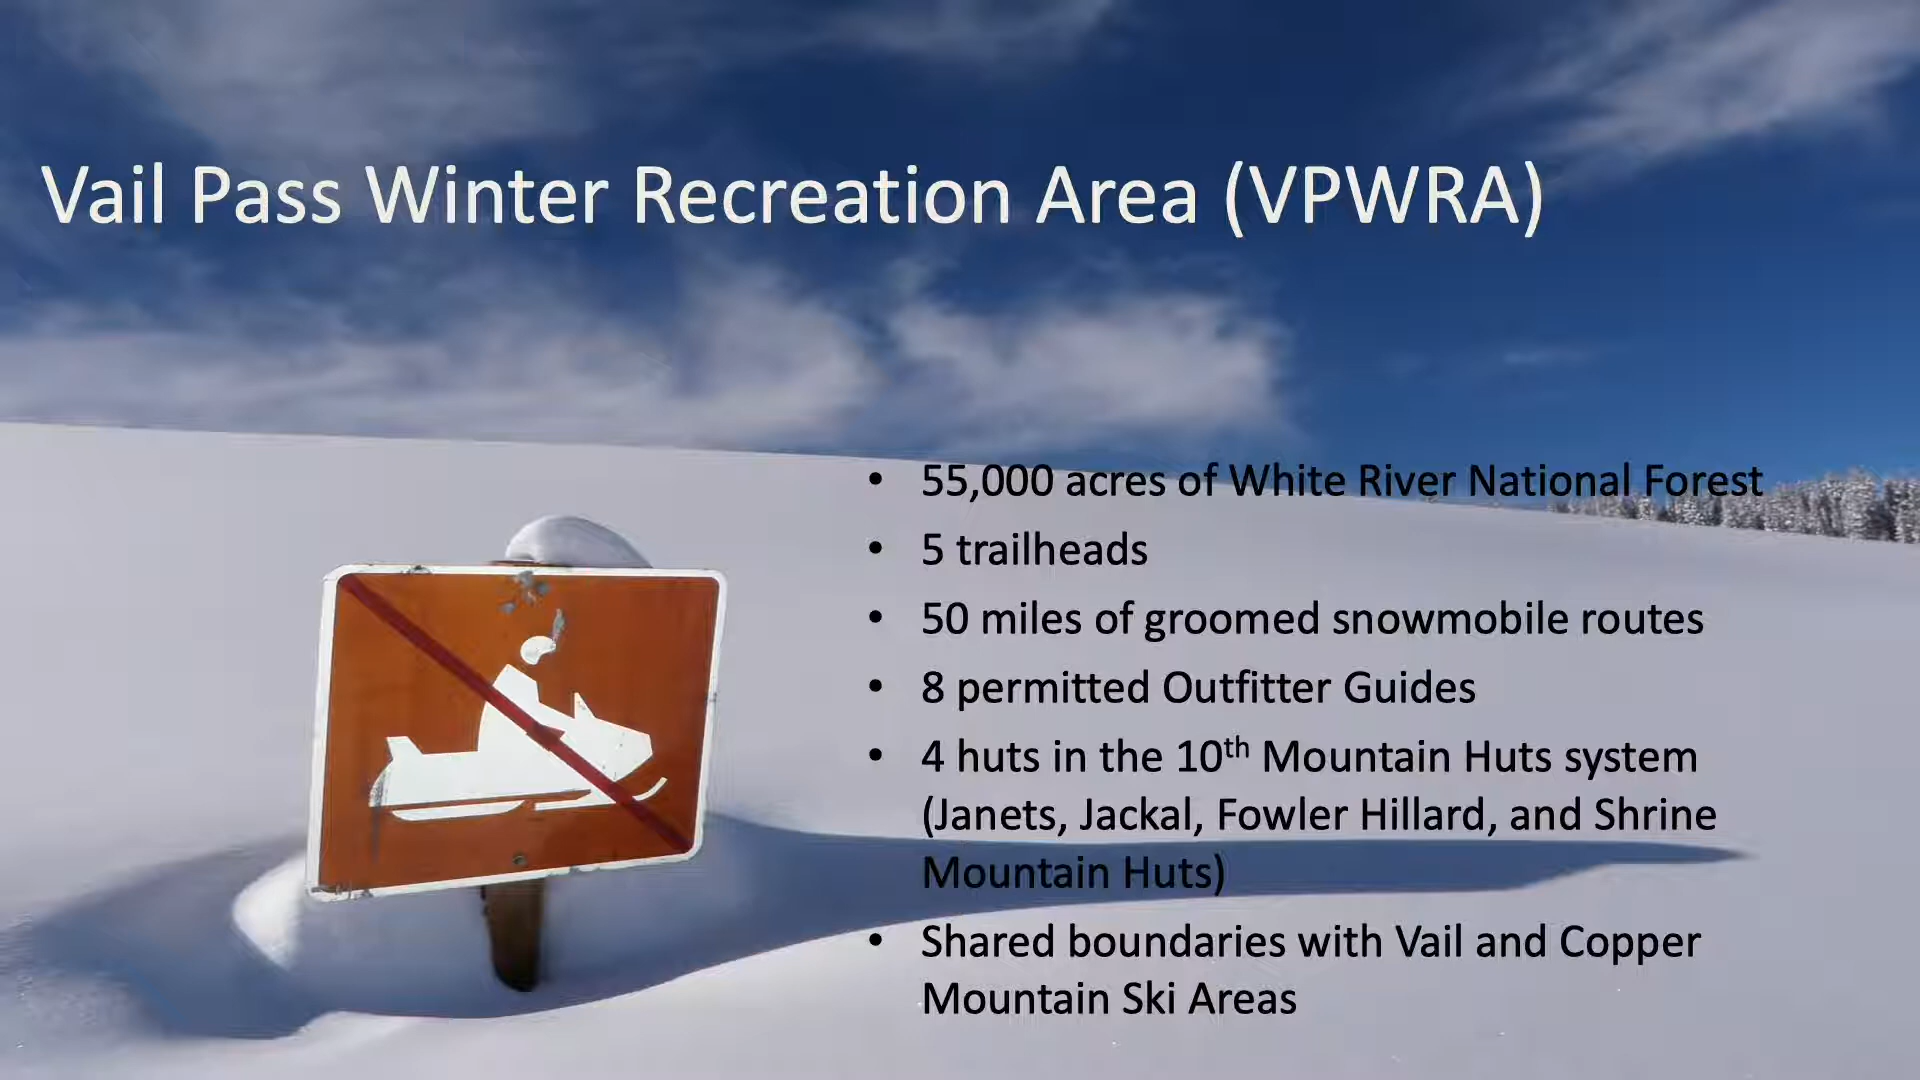 Vail Pass Winter Recreation Area (VPWRA)
• 55,000 acres of White River National Forest
• 5 trailheads
• 50 miles of groomed snowmobile routes
• 8 permitted Outfitter Guides
• 4 huts in the 10th Mountain Huts system
(Janets, Jackal, Fowler Hillard, and Shrine
Mountain Huts)
• Shared boundaries with Vail and Copper
Mountain Ski Areas